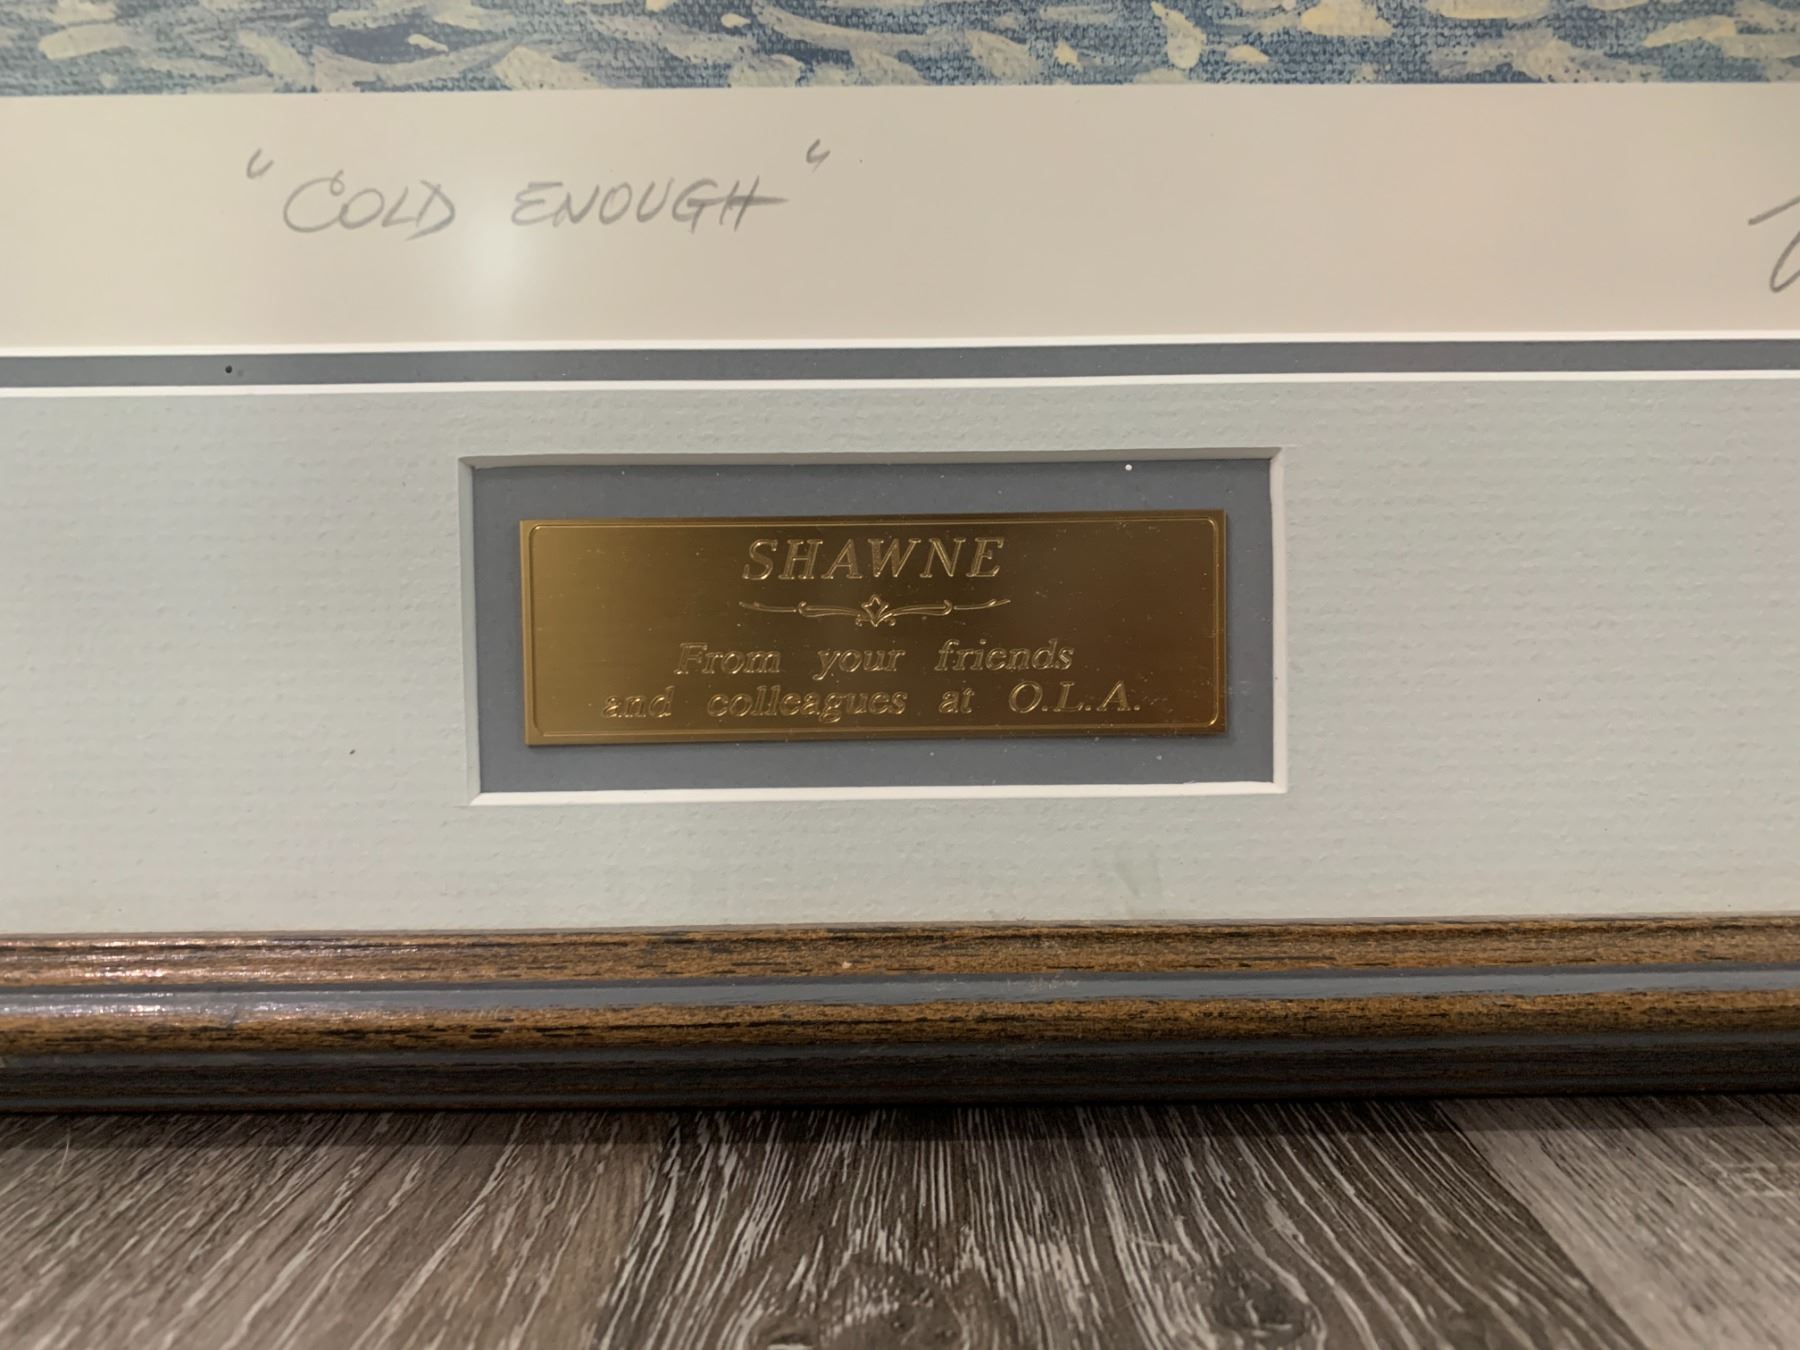 "COLD ENOUGH"
SHAWNE
From your friends
and colleagues at O.L.A.